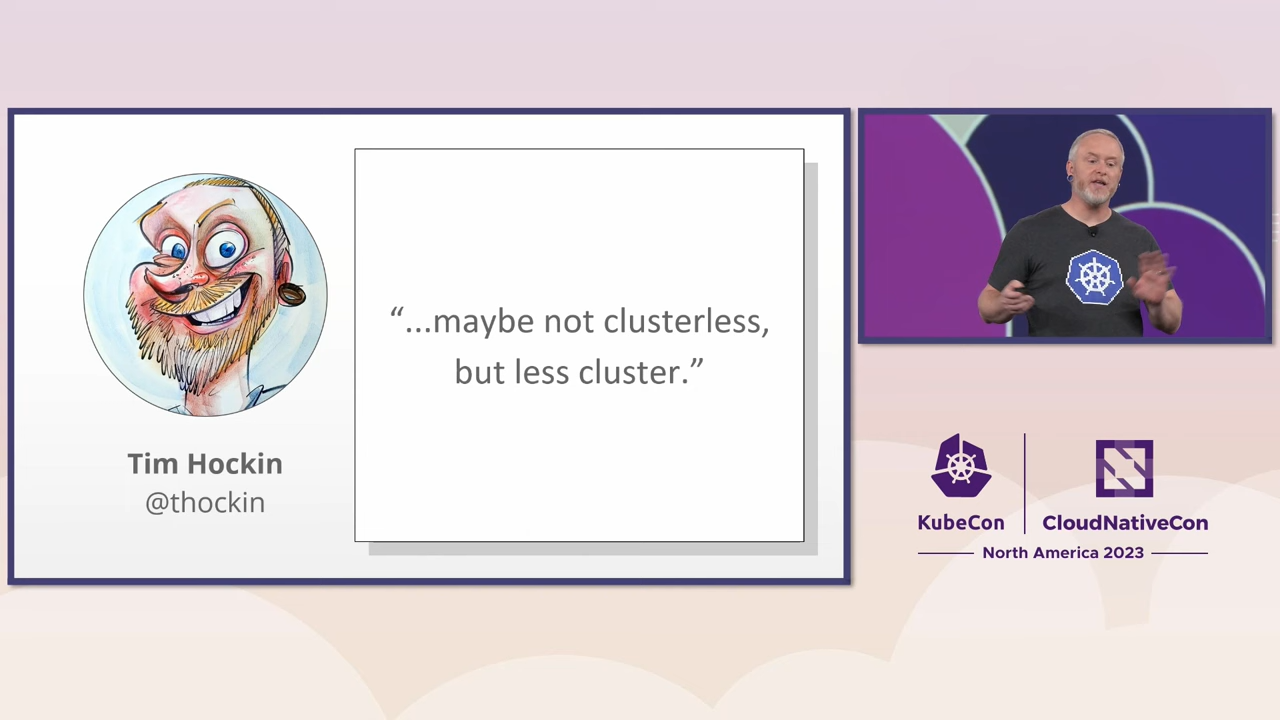 “...maybe not clusterless,
but less cluster.”
Tim Hockin
@thockin
KubeCon
CloudNativeCon
North America 2023